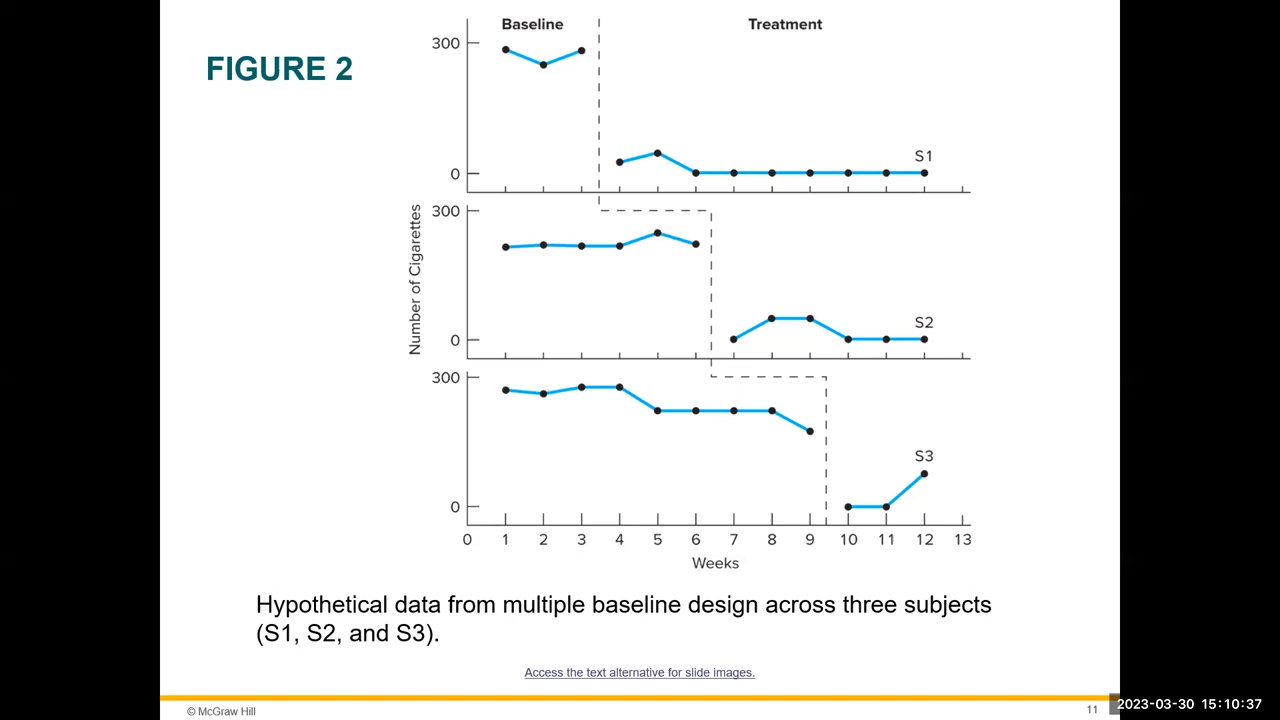 Baseline
Treatment
FIGURE 2
300
0
S1
Number of Cigarettes
300
0
S2
300
0
S3
0 1 2 3 4 5 6 7 8 9 10 11 12 13
Weeks
Hypothetical data from multiple baseline design across three subjects
(S1, S2, and S3).
Access the text alternative for slide images.
© McGraw Hill
11
2023-03-30 15:10:37